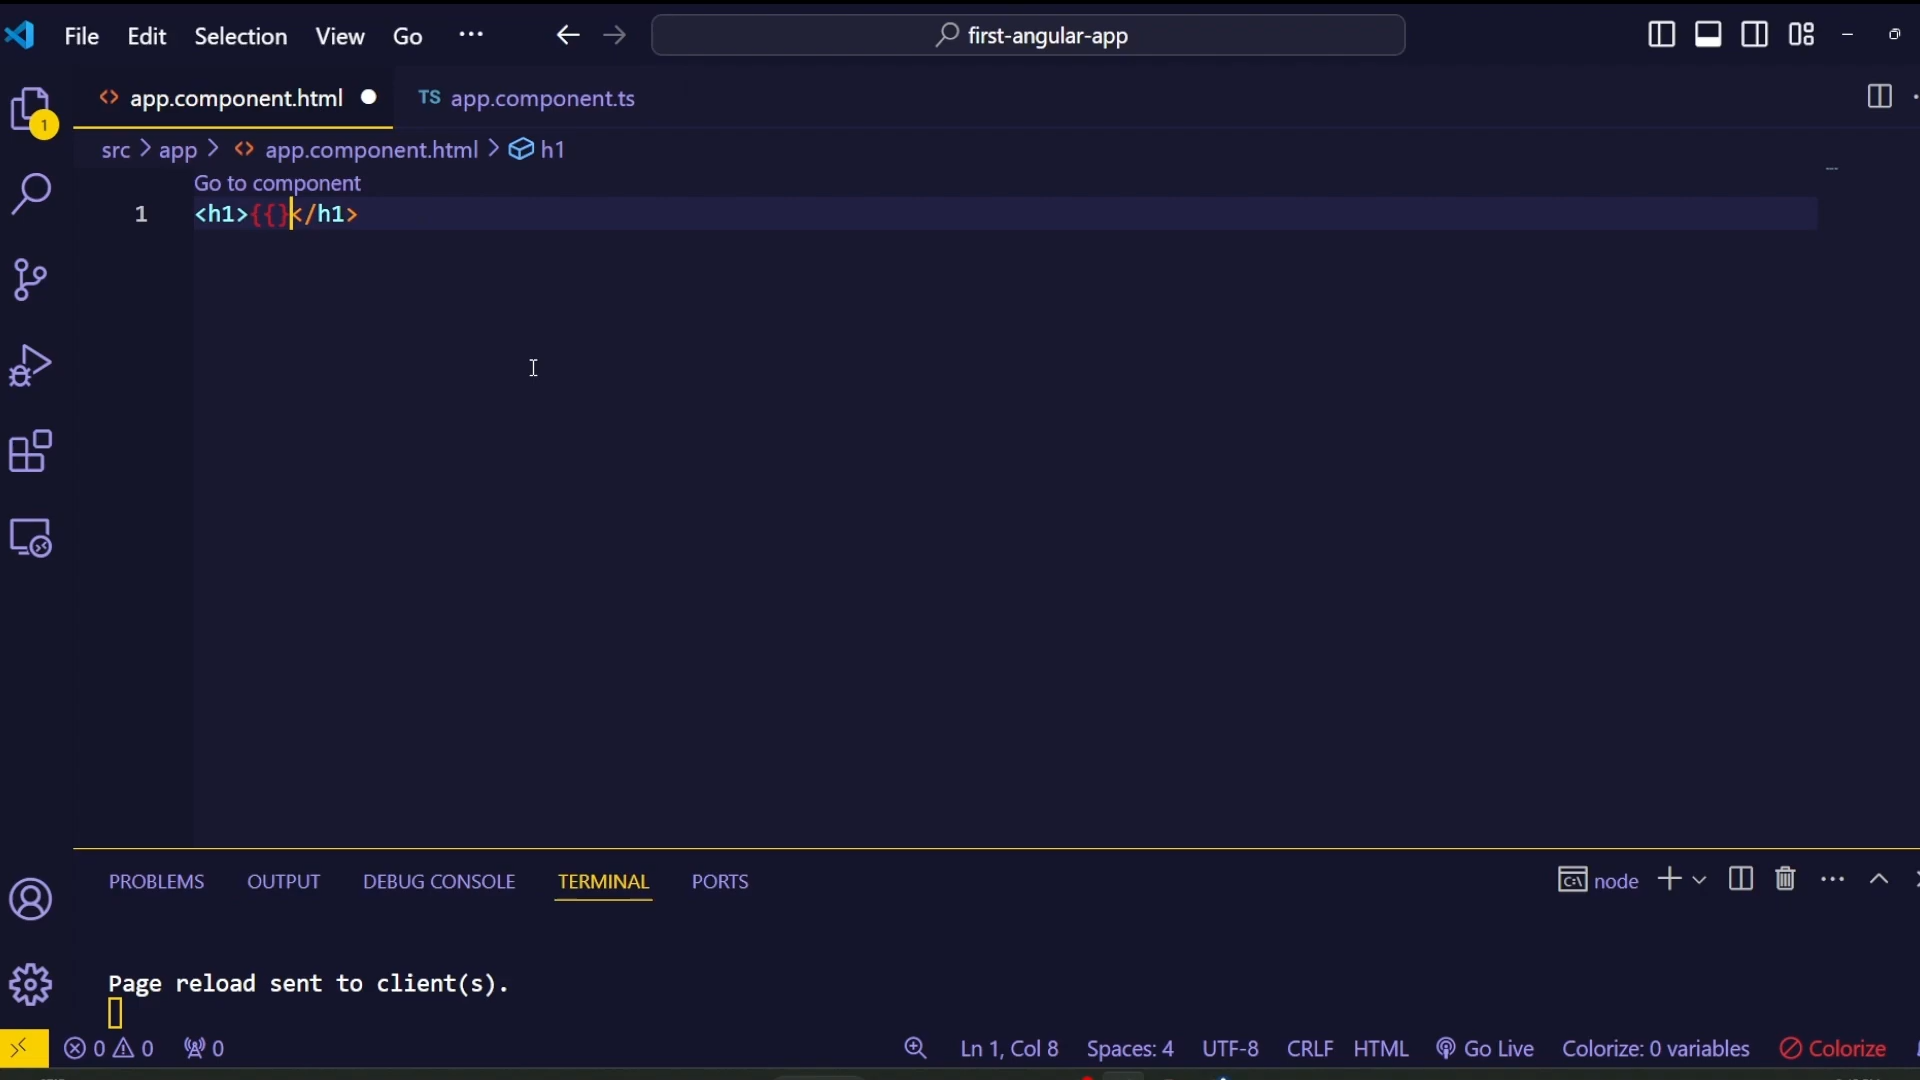 File Edit Selection View Go ··· first-angular-app
app.component.html TS app.component.ts
1
src > app > <> app.component.html > h1
Go to component
1 <h1>{{}</h1>
PROBLEMS OUTPUT DEBUG CONSOLE TERMINAL PORTS node
Page reload sent to client(s).
0 0 0 Ln 1, Col 8 Spaces: 4 UTF-8 CRLF HTML Go Live Colorize: 0 variables Colorize